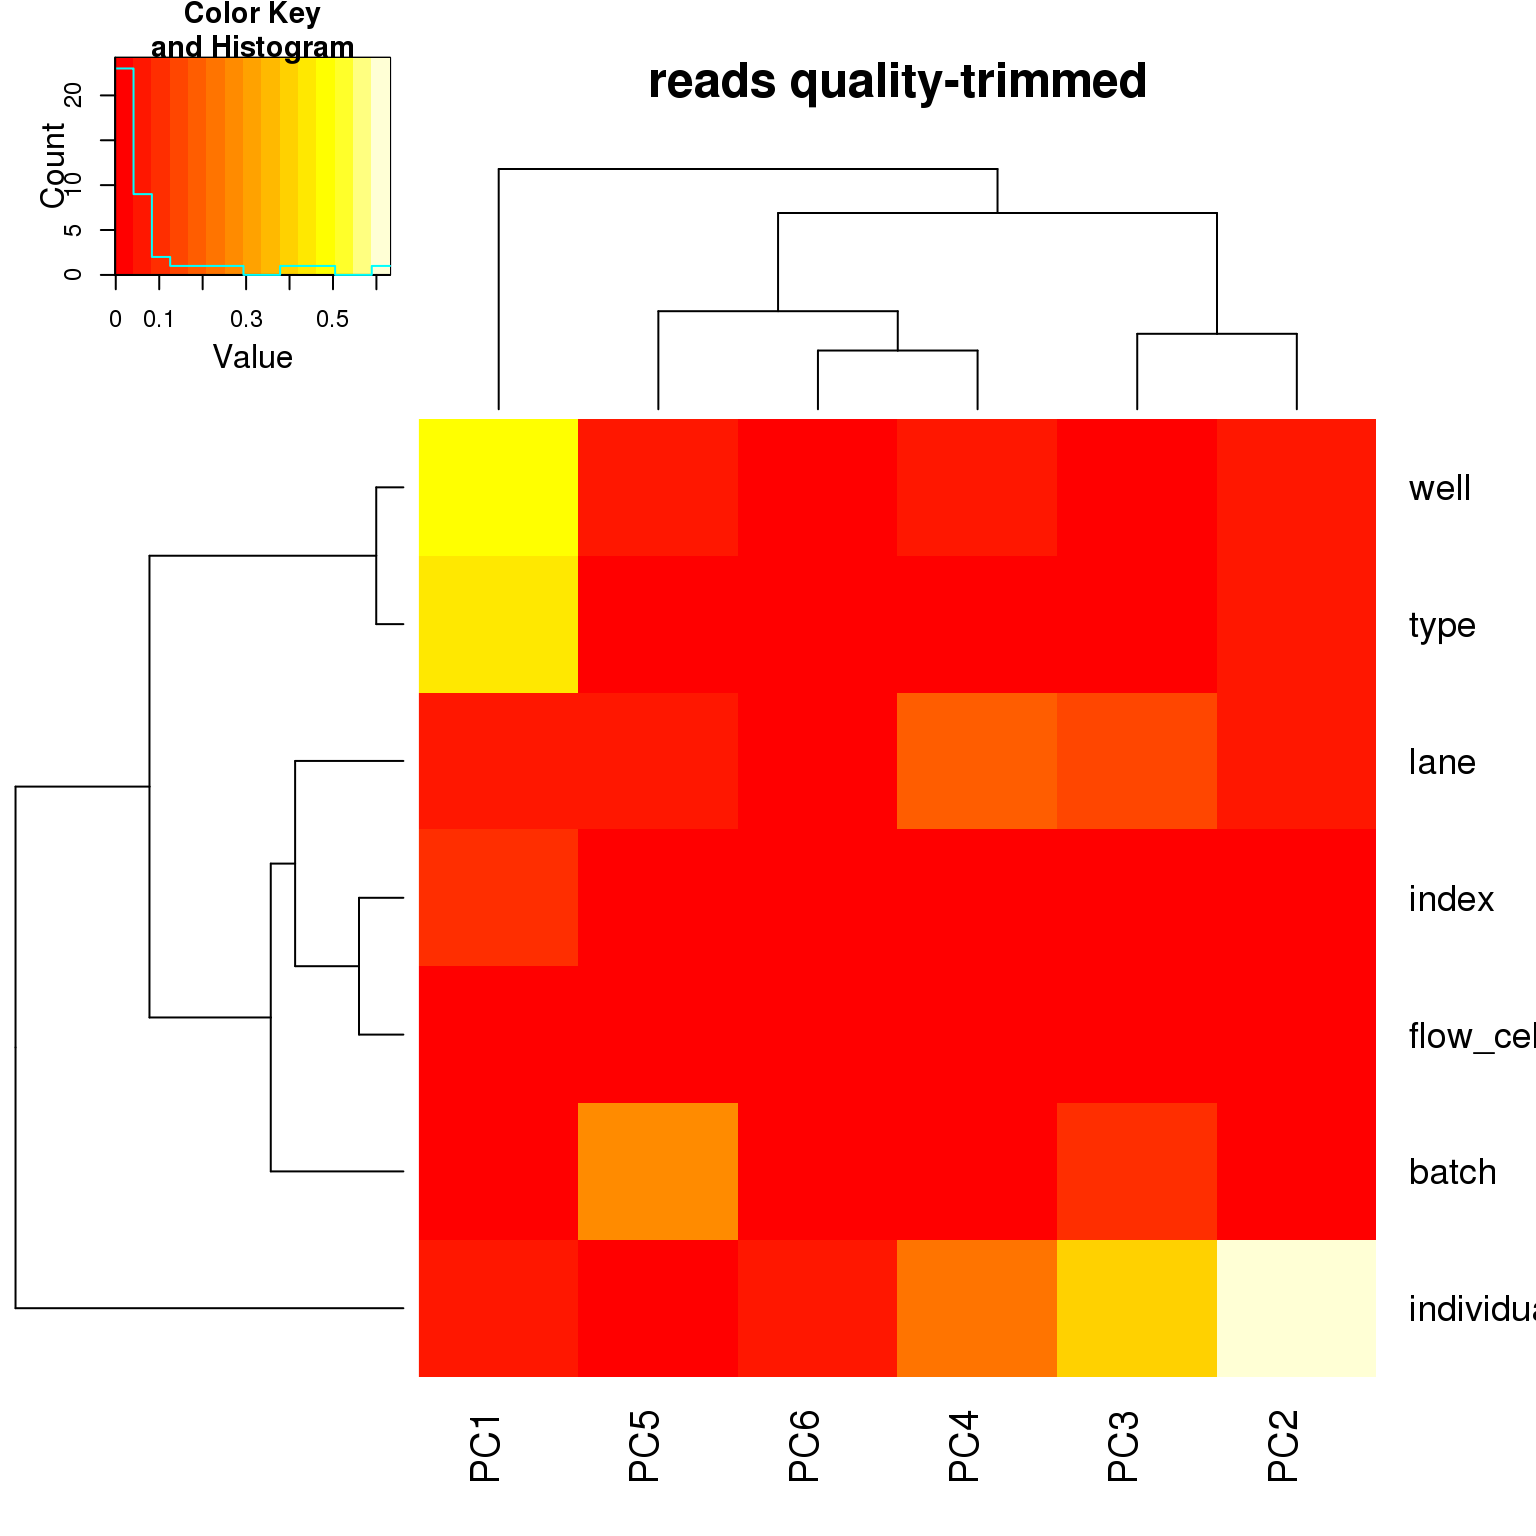 Color Key
and Histogram
reads quality-trimmed
Count
0 5 10 20
0 0.1 0.3 0.5
Value
well
type
lane
index
flow_cel
batch
individua
PC1 PC5 PC6 PC4 PC3 PC2